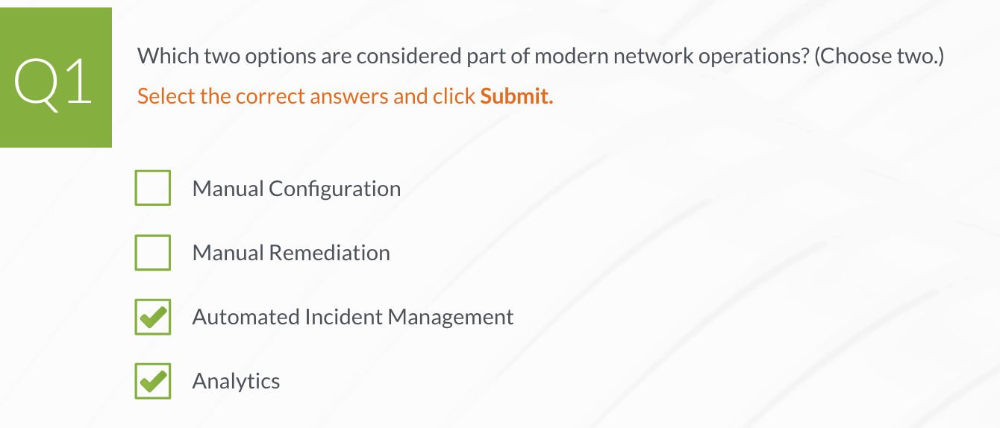 Q1
Which two options are considered part of modern network operations? (Choose two.)
Select the correct answers and click Submit.
Manual Configuration
Manual Remediation
Automated Incident Management
Analytics